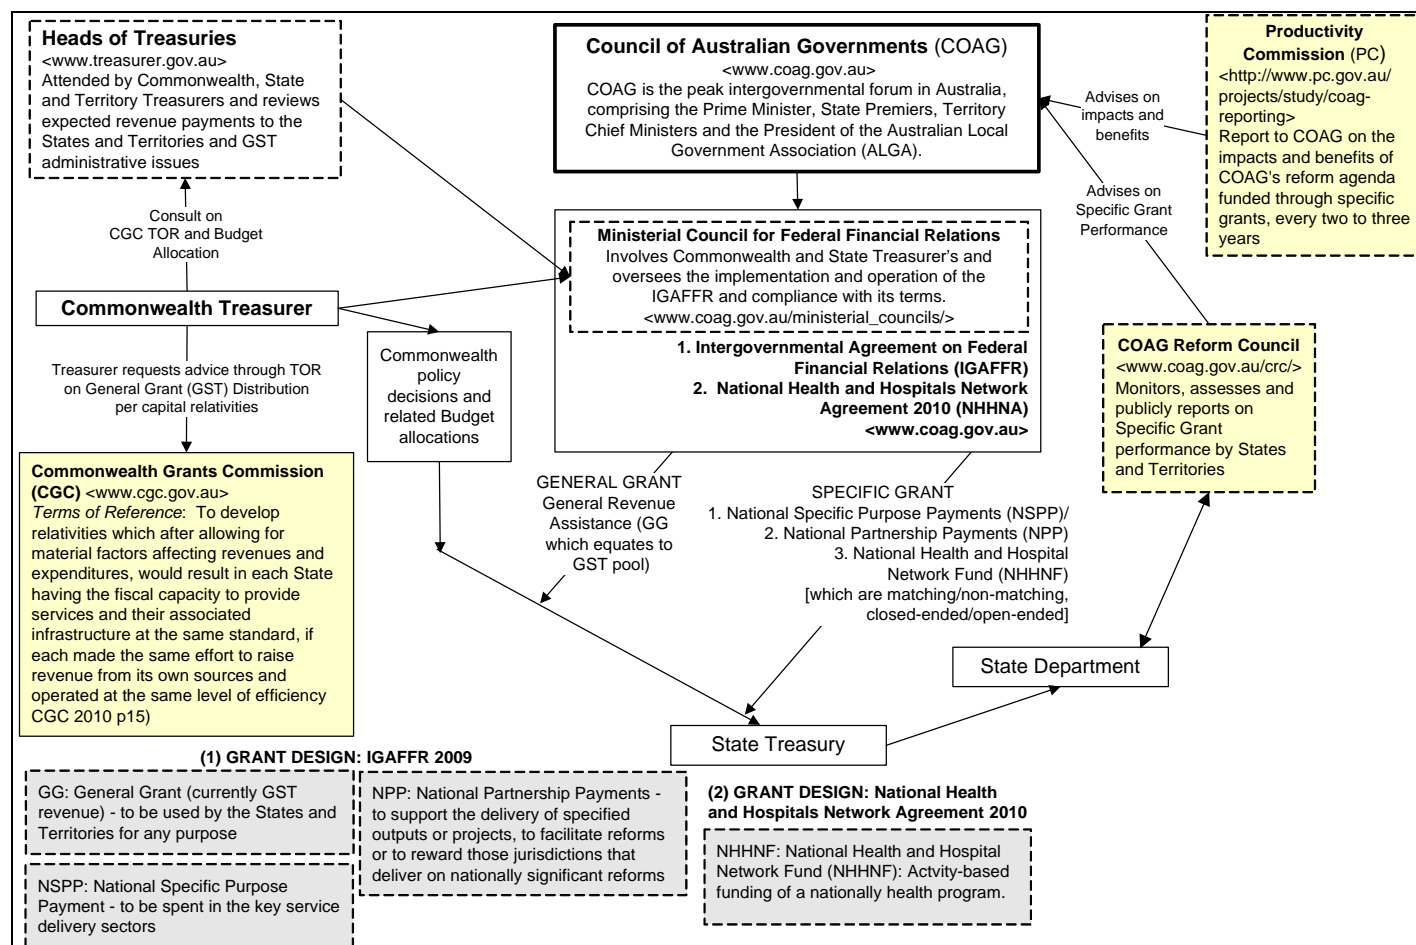 Heads of Treasuries
<www.treasurer.gov.au>
Attended by Commonwealth, State
and Territory Treasurers and reviews
expected revenue payments to the
States and Territories and GST
administrative issues
Council of Australian Governments (COAG)
<www.coag.gov.au>
COAG is the peak intergovernmental forum in Australia,
comprising the Prime Minister, State Premiers, Territory
Chief Ministers and the President of the Australian Local
Government Association (ALGA).
Advises on
impacts and
benefits
Productivity
Commission (PC)
<http://www.pc.gov.au/
projects/study/coag-
reporting>
Report to COAG on the
impacts and benefits of
COAG's reform agenda
funded through specific
grants, every two to three
years
Consult on
CGC TOR and Budget
Allocation
Advises on
Specific Grant
Performance
Ministerial Council for Federal Financial Relations
Involves Commonwealth and State Treasurer's and
oversees the implementation and operation of the
IGAFFR and compliance with its terms.
<www.coag.gov.au/ministerial_councils/>
1. Intergovernmental Agreement on Federal
Financial Relations (IGAFFR)
2. National Health and Hospitals Network
Agreement 2010 (NHHNA)
<www.coag.gov.au>
Commonwealth Treasurer
Commonwealth
policy
decisions and
related Budget
allocations
COAG Reform Council
<www.coag.gov.au/crc/>
Monitors, assesses and
publicly reports on
Specific Grant
performance by States
and Territories
Treasurer requests advice through TOR
on General Grant (GST) Distribution
per capital relativities
Commonwealth Grants Commission
(CGC) <www.cgc.gov.au>
Terms of Reference: To develop
relativities which after allowing for
material factors affecting revenues and
expenditures, would result in each State
having the fiscal capacity to provide
services and their associated
infrastructure at the same standard, if
each made the same effort to raise
revenue from its own sources and
operated at the same level of efficiency
CGC 2010 p15)
GENERAL GRANT
General Revenue
Assistance (GG
which equates to
GST pool)
SPECIFIC GRANT
1. National Specific Purpose Payments (NSPP)/
2. National Partnership Payments (NPP)
3. National Health and Hospital
Network Fund (NHHNF)
[which are matching/non-matching,
closed-ended/open-ended]
State Department
State Treasury
(1) GRANT DESIGN: IGAFFR 2009
GG: General Grant (currently GST
revenue) - to be used by the States and
Territories for any purpose
NSPP: National Specific Purpose
Payment - to be spent in the key service
delivery sectors
NPP: National Partnership Payments -
to support the delivery of specified
outputs or projects, to facilitate reforms
or to reward those jurisdictions that
deliver on nationally significant reforms
(2) GRANT DESIGN: National Health
and Hospitals Network Agreement 2010
NHHNF: National Health and Hospital
Network Fund (NHHNF): Actvity-based
funding of a nationally health program.